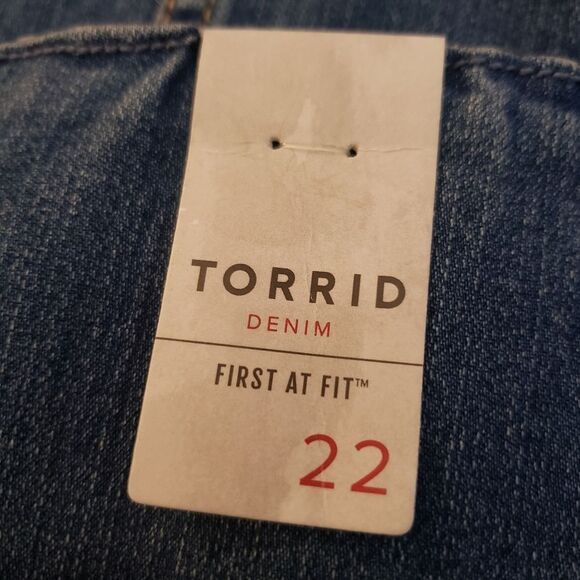 TORRID
DENIM
FIRST AT FIT™
22